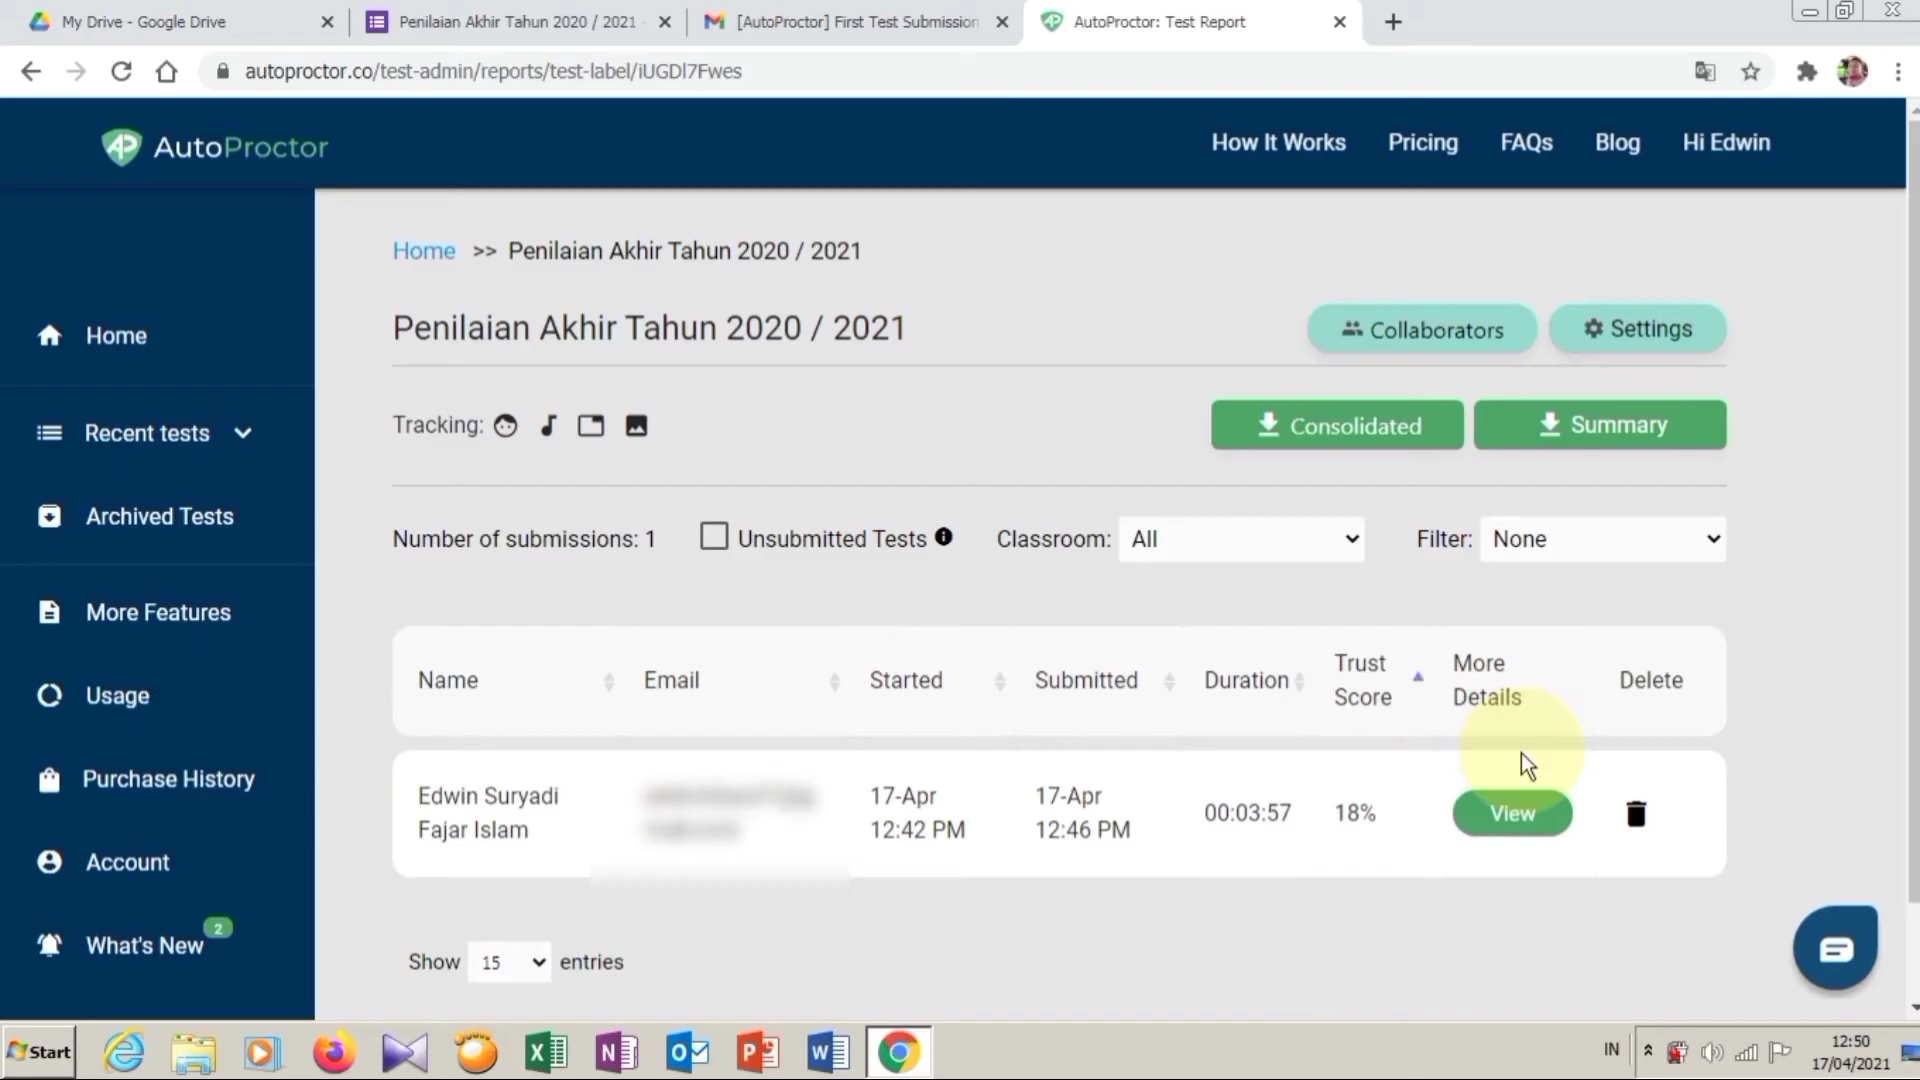 My Drive - Google Drive
Penilaian Akhir Tahun 2020 / 2021 -
[AutoProctor] First Test Submission
AutoProctor: Test Report
autoproctor.co/test-admin/reports/test-label/iUGDl7Fwes
AutoProctor
How It Works
Pricing
FAQs
Blog
Hi Edwin
Home
Recent tests
Archived Tests
More Features
Usage
Purchase History
Account
What's New
2
Home >> Penilaian Akhir Tahun 2020 / 2021
Penilaian Akhir Tahun 2020 / 2021
Collaborators
Settings
Tracking:
Consolidated
Summary
Number of submissions: 1
Unsubmitted Tests
Classroom: All
Filter: None
Name
Email
Started
Submitted
Duration
Trust
Score
More
Details
Delete
Edwin Suryadi
Fajar Islam
17-Apr
12:42 PM
17-Apr
12:46 PM
00:03:57
18%
View
Show 15 entries
Start
IN
12:50
17/04/2021